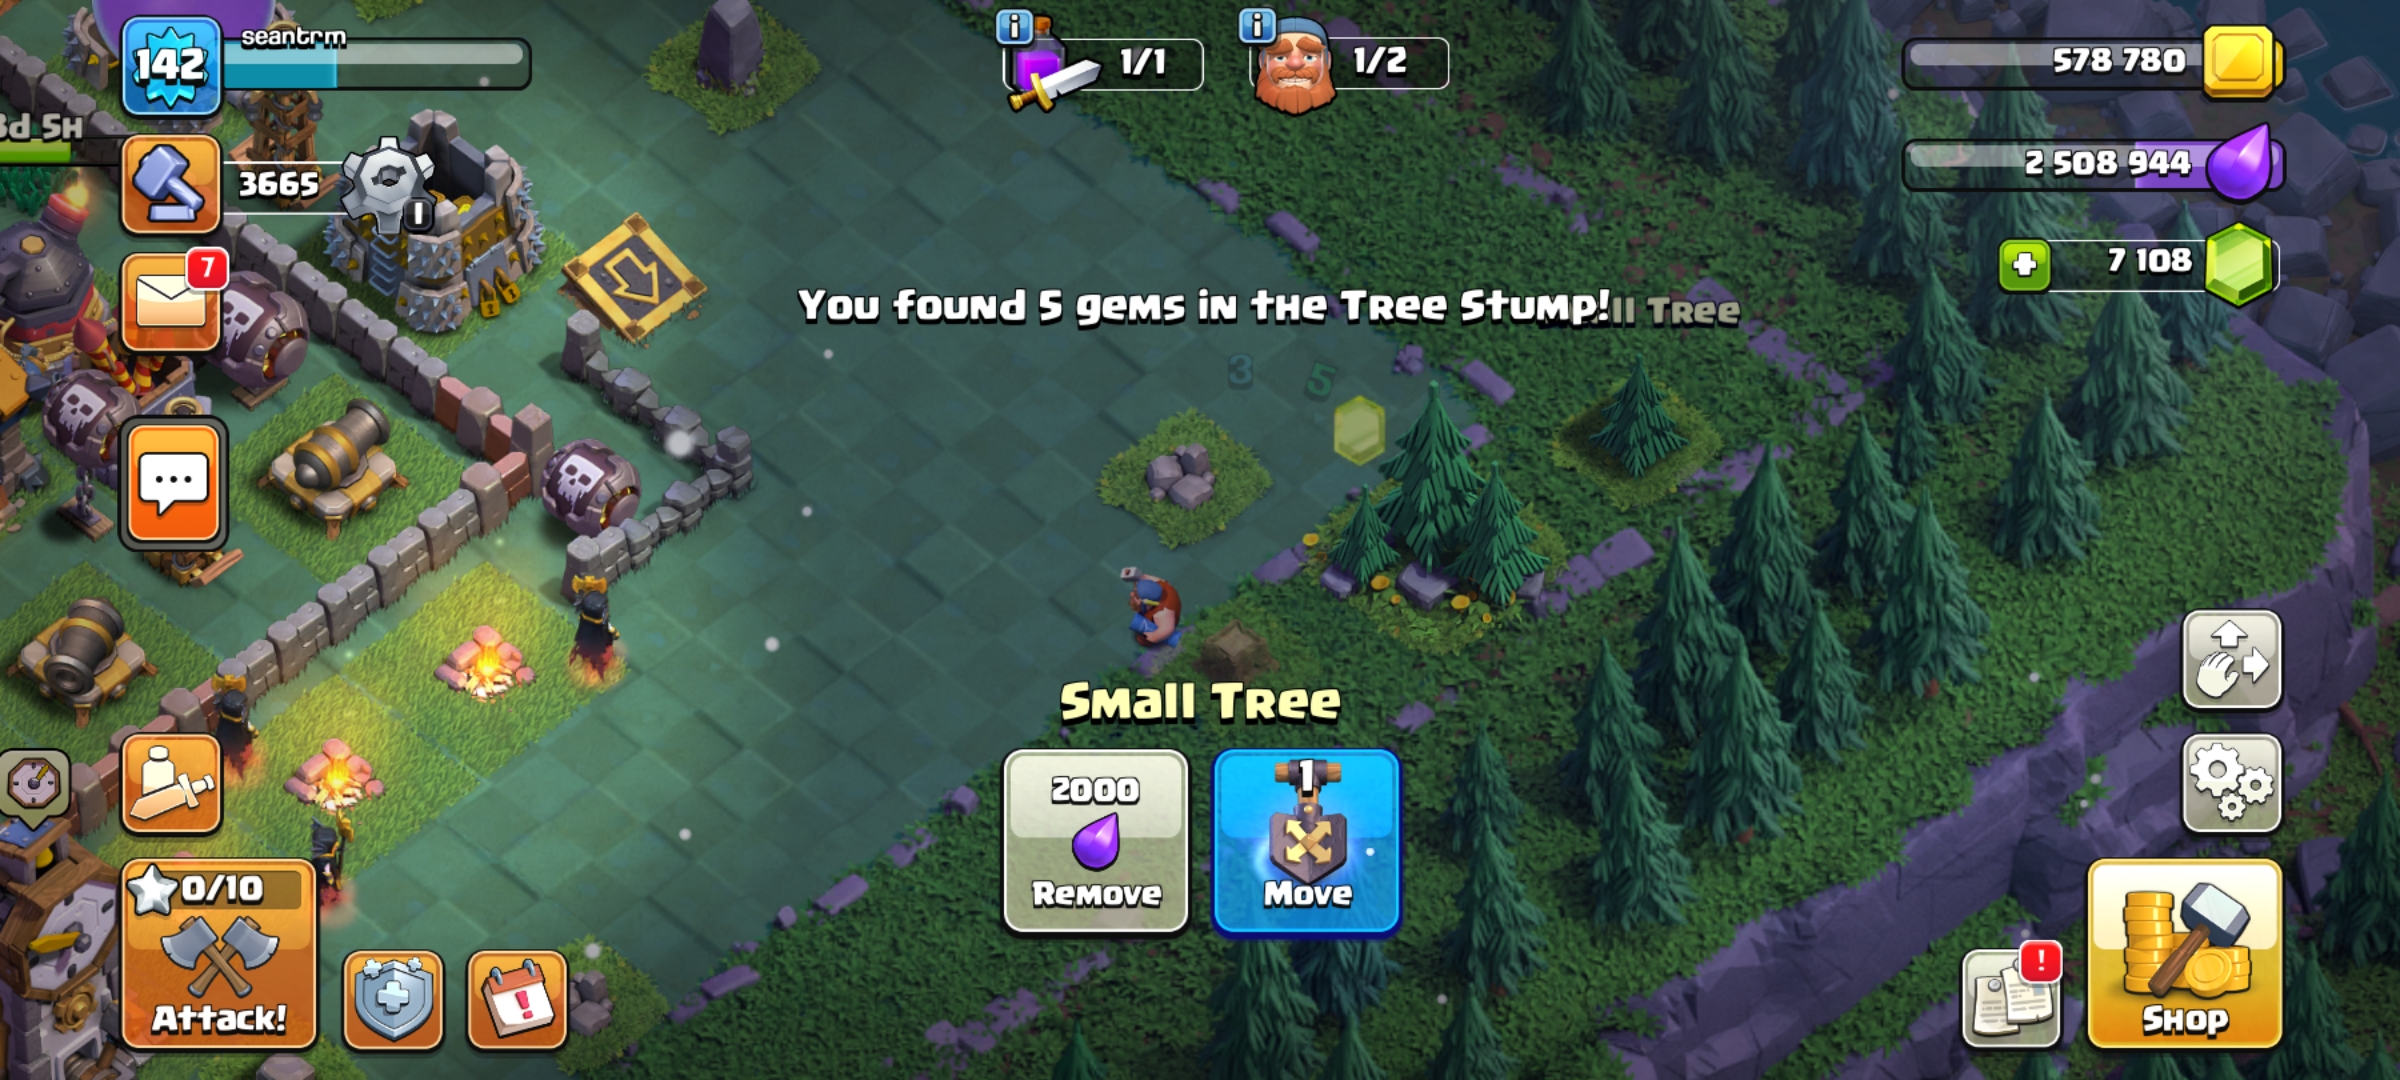 142
seantrm
1/1
1/2
578 780
3d 5H
3665
I
2 508 944
7
7 108
You found 5 gems in the Tree Stump!
ll Tree
3
5
Small Tree
2000
Remove
1
Move
0/10
Attack!
!
!
Shop